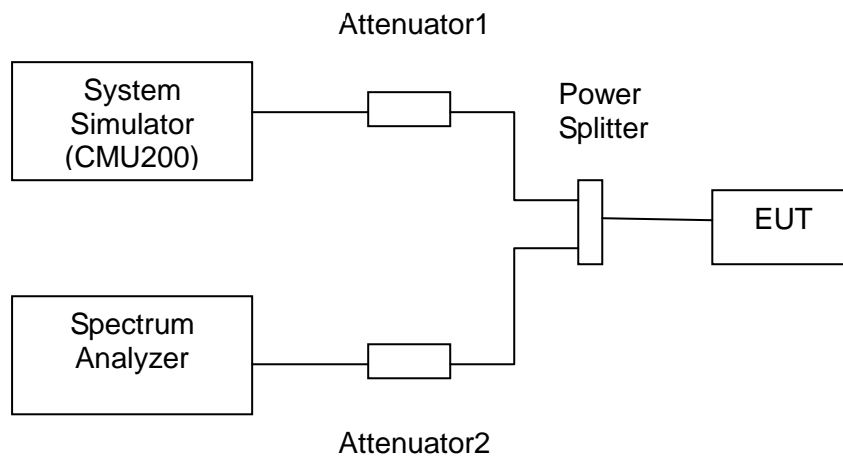 Attenuator1
System
Simulator
(CMU200)
Power
Splitter
EUT
Spectrum
Analyzer
Attenuator2